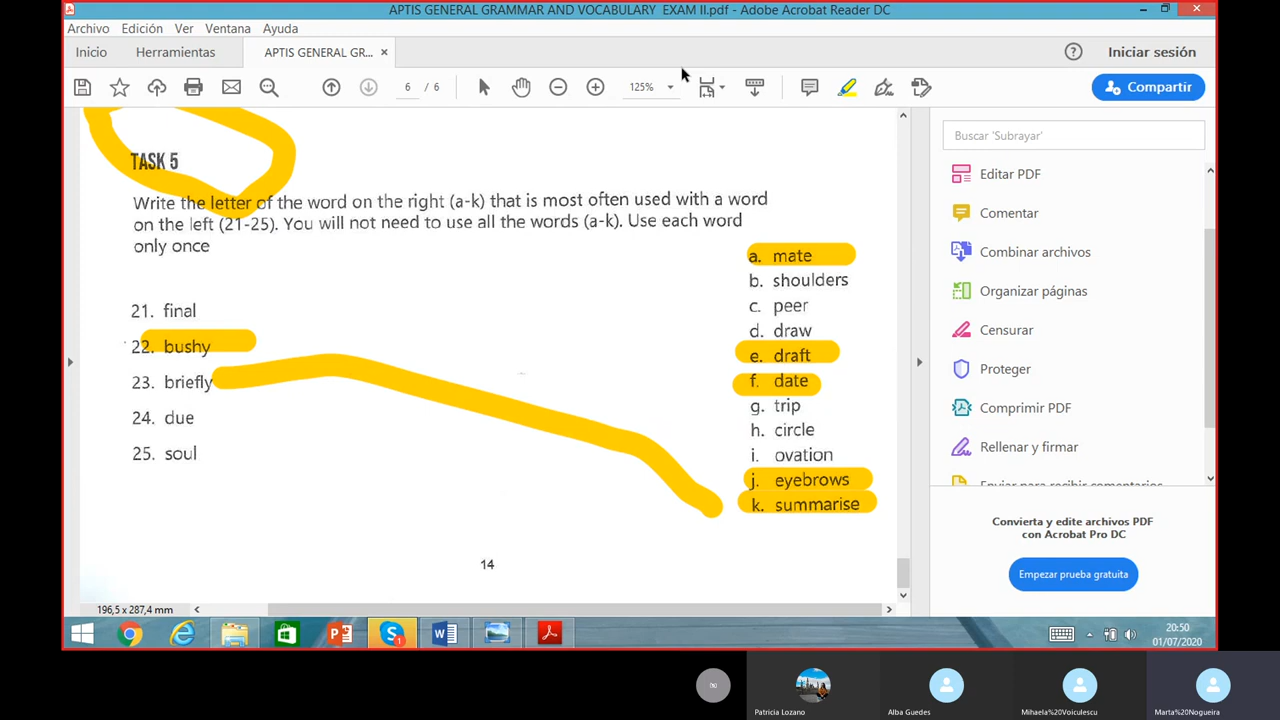 APTIS GENERAL GRAMMAR AND VOCABULARY EXAM II.pdf - Adobe Acrobat Reader DC
Archivo Edición Ver Ventana Ayuda
Inicio Herramientas APTIS GENERAL GR... × Iniciar sesión
6 / 6 125% Compartir
TASK 5
Write the letter of the word on the right (a-k) that is most often used with a word
on the left (21-25). You will not need to use all the words (a-k). Use each word
only once
21. final
22. bushy
23. briefly
24. due
25. soul
a. mate
b. shoulders
c. peer
d. draw
e. draft
f. date
g. trip
h. circle
i. ovation
j. eyebrows
k. summarise
14
196,5 x 287,4 mm
Buscar 'Subrayar'
Editar PDF
Comentar
Combinar archivos
Organizar páginas
Censurar
Proteger
Comprimir PDF
Rellenar y firmar
Enviar para recibir comentarios
Convierta y edite archivos PDF
con Acrobat Pro DC
Empezar prueba gratuita
20:50
01/07/2020
Patricia Lozano
Alba Guedes
Mihaela%20Voiculescu
Marta%20Nogueira